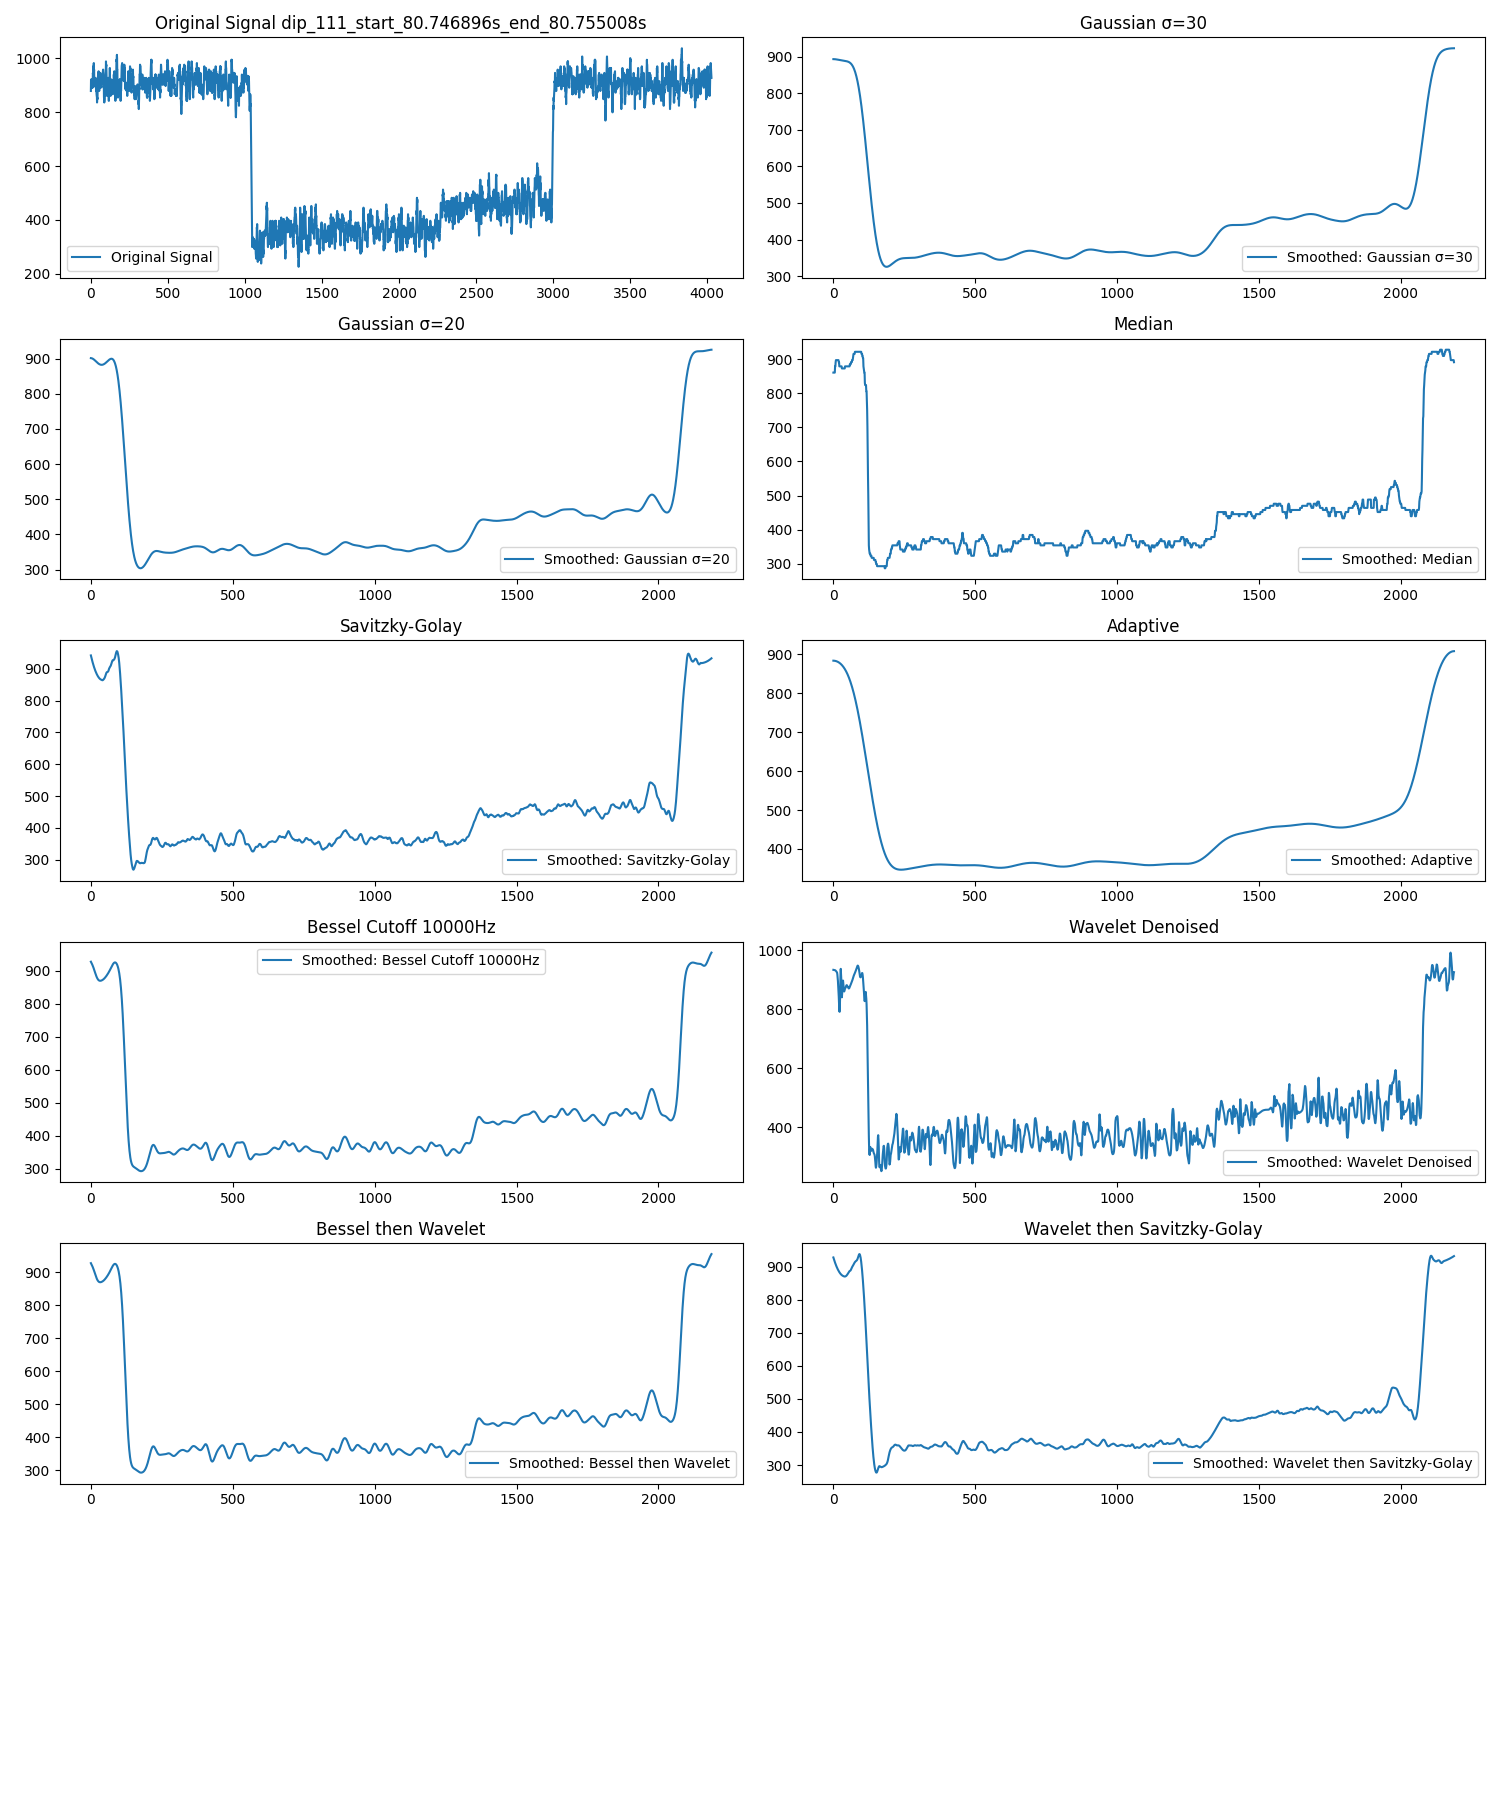 Original Signal dip_111_start_80.746896s_end_80.755008s
1000
800
600
400
200
Original Signal
0 500 1000 1500 2000 2500 3000 3500 4000
Gaussian σ=30
900
800
700
600
500
400
300
Smoothed: Gaussian σ=30
0 500 1000 1500 2000
Gaussian σ=20
900
800
700
600
500
400
300
Smoothed: Gaussian σ=20
0 500 1000 1500 2000
Median
900
800
700
600
500
400
300
Smoothed: Median
0 500 1000 1500 2000
Savitzky-Golay
900
800
700
600
500
400
300
Smoothed: Savitzky-Golay
0 500 1000 1500 2000
Adaptive
900
800
700
600
500
400
Smoothed: Adaptive
0 500 1000 1500 2000
Bessel Cutoff 10000Hz
Smoothed: Bessel Cutoff 10000Hz
900
800
700
600
500
400
300
0 500 1000 1500 2000
Wavelet Denoised
1000
800
600
400
Smoothed: Wavelet Denoised
0 500 1000 1500 2000
Bessel then Wavelet
900
800
700
600
500
400
300
Smoothed: Bessel then Wavelet
0 500 1000 1500 2000
Wavelet then Savitzky-Golay
900
800
700
600
500
400
300
Smoothed: Wavelet then Savitzky-Golay
0 500 1000 1500 2000